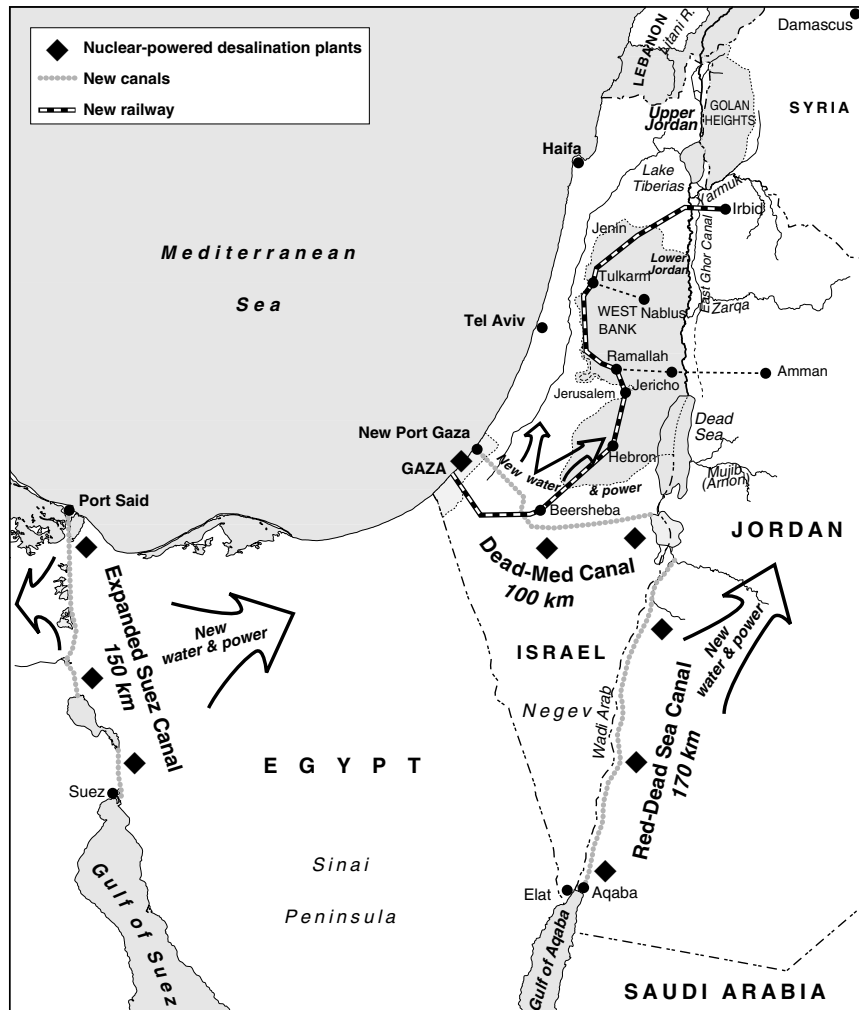 Nuclear-powered desalination plants
New canals
New railway
Damascus
LEBANON
Litani R.
GOLAN
HEIGHTS
SYRIA
Upper
Jordan
Haifa
Lake
Tiberias
Yarmuk
Irbid
Jenin
East Ghor Canal
Lower
Jordan
Mediterranean
Sea
Tulkarm
WEST
BANK
Nablus
Zarqa
Tel Aviv
Ramallah
Amman
Jericho
Jerusalem
Dead
Sea
New Port Gaza
GAZA
Hebron
New water
& power
Mujib
(Arnon)
Port Said
Beersheba
JORDAN
Dead-Med Canal
100 km
Expanded Suez Canal
150 km
New
water & power
New
water & power
ISRAEL
Negev
Wadi Arab
Red-Dead Sea Canal
170 km
EGYPT
Suez
Sinai
Peninsula
Elat
Aqaba
Gulf of Suez
Gulf of Aqaba
SAUDI ARABIA